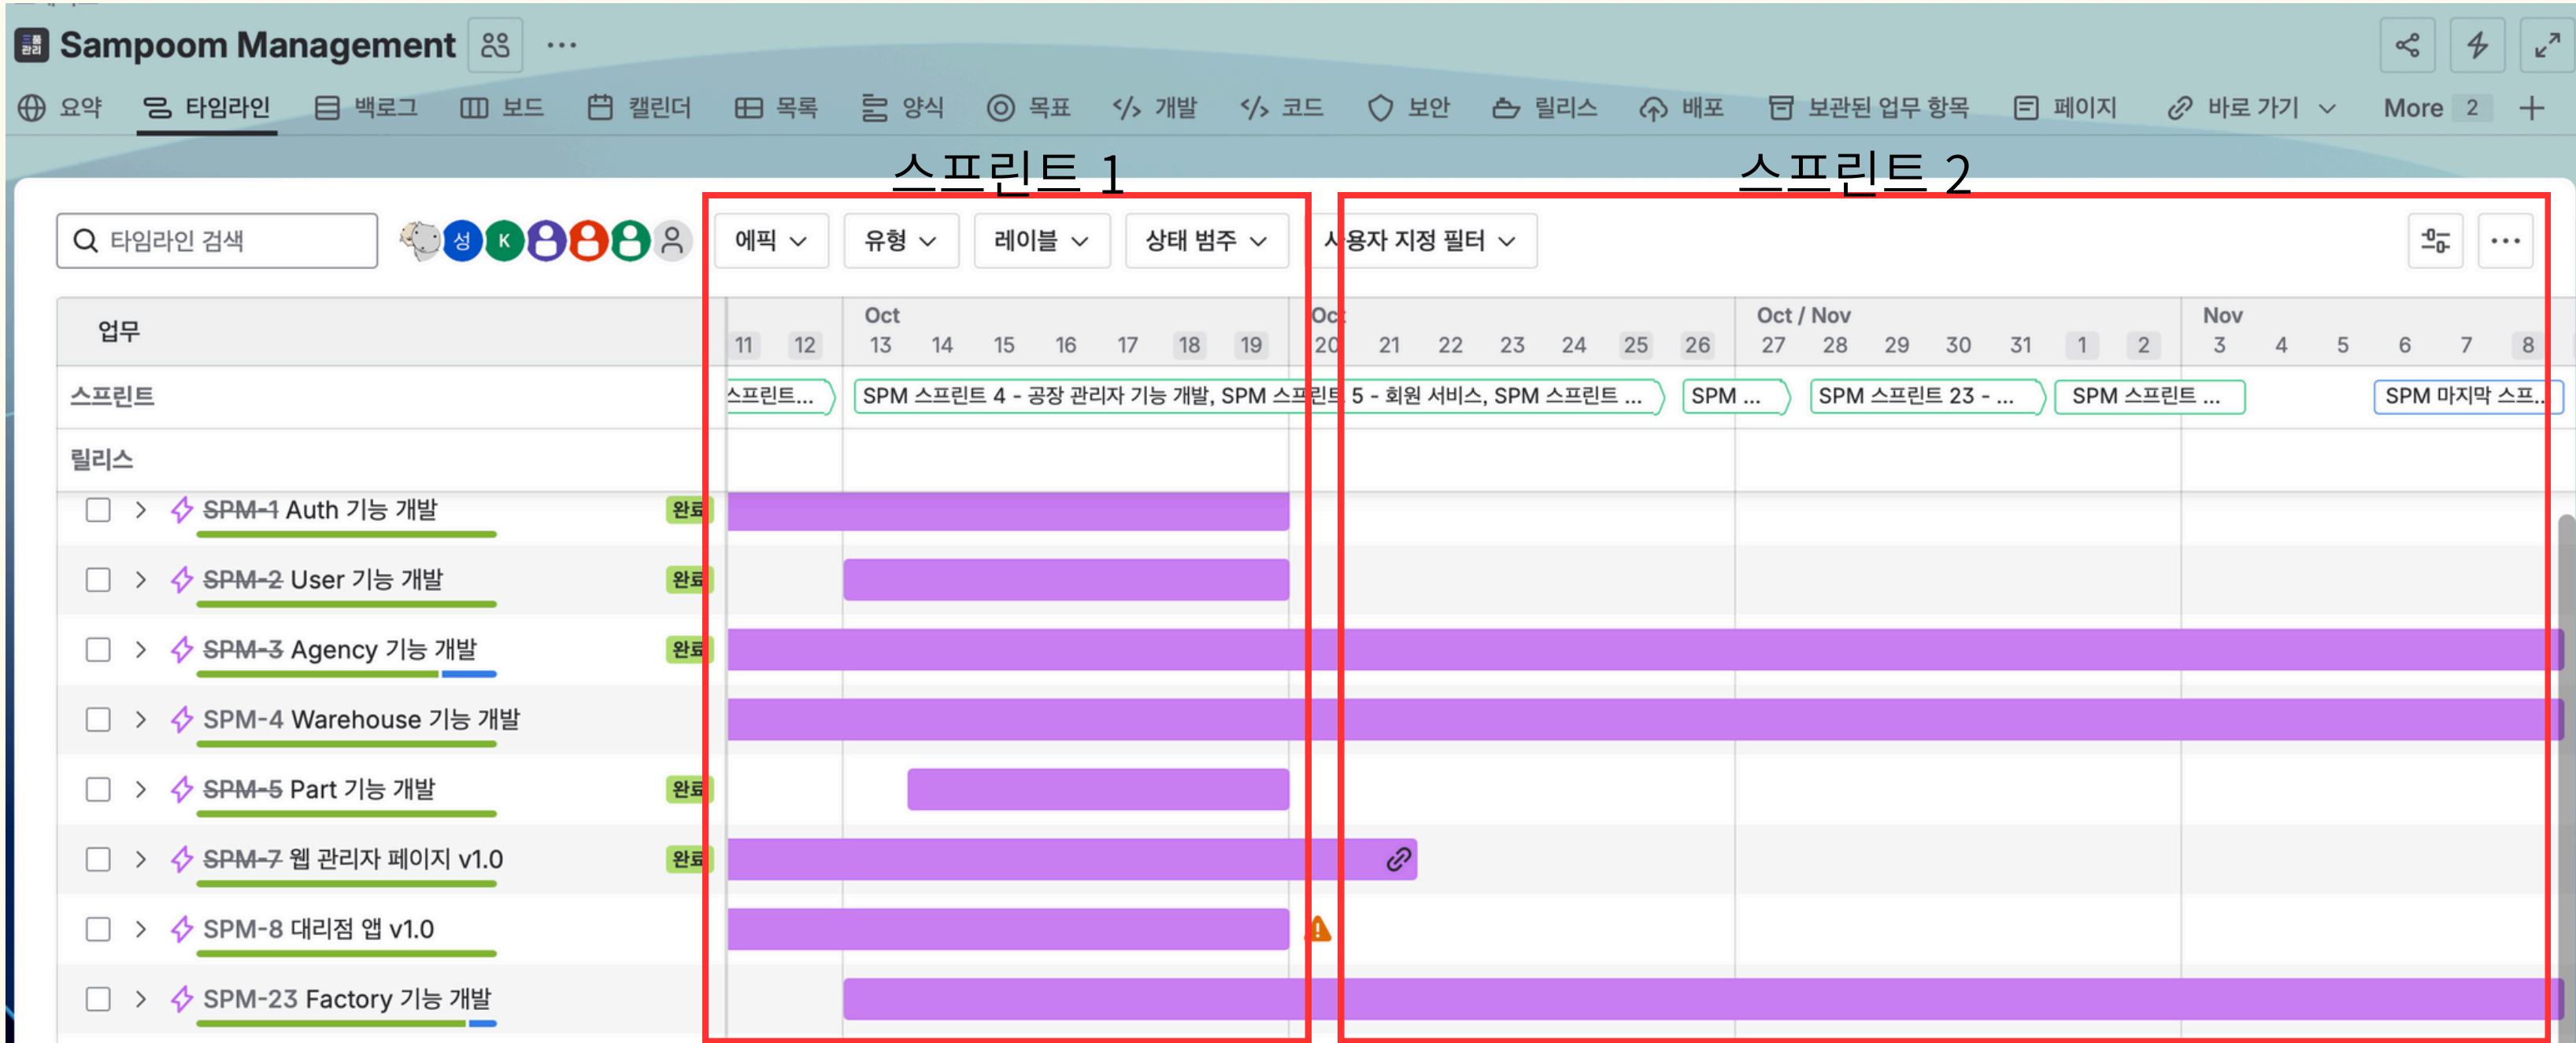 Sampoom Management
요약 타임라인 백로그 보드 캘린더 목록 양식 목표 개발 코드 보안 릴리스 배포 보관된 업무 항목 페이지 바로 가기 More 2
스프린트 1 스프린트 2
타임라인 검색 성 K 에픽 유형 레이블 상태 범주 사용자 지정 필터
업무
Oct Oct Oct / Nov Nov
11 12 13 14 15 16 17 18 19 20 21 22 23 24 25 26 27 28 29 30 31 1 2 3 4 5 6 7 8
스프린트 스프린트... SPM 스프린트 4 - 공장 관리자 기능 개발, SPM 스프린트 5 - 회원 서비스, SPM 스프린트 ... SPM ... SPM 스프린트 23 - ... SPM 스프린트 ... SPM 마지막 스프...
릴리스
SPM-1 Auth 기능 개발 완료
SPM-2 User 기능 개발 완료
SPM-3 Agency 기능 개발 완료
SPM-4 Warehouse 기능 개발
SPM-5 Part 기능 개발 완료
SPM-7 웹 관리자 페이지 v1.0 완료
SPM-8 대리점 앱 v1.0
SPM-23 Factory 기능 개발